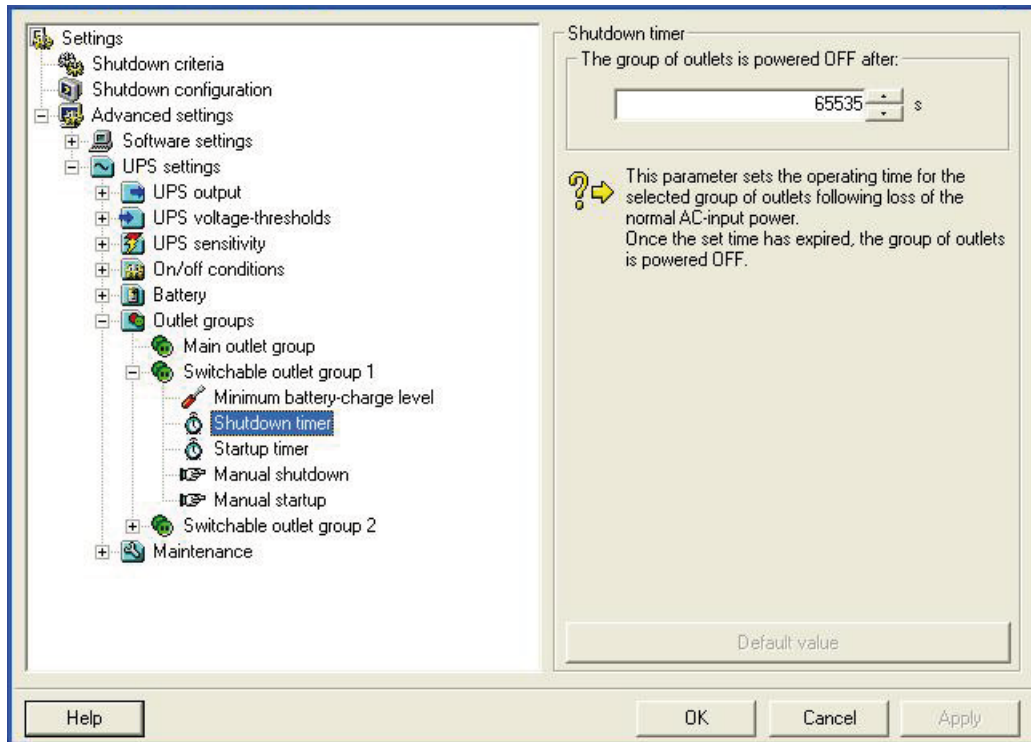 Settings
Shutdown criteria
Shutdown configuration
Advanced settings
Software settings
UPS settings
UPS output
UPS voltage-thresholds
UPS sensitivity
On/off conditions
Battery
Outlet groups
Main outlet group
Switchable outlet group 1
Minimum battery-charge level
Shutdown timer
Startup timer
Manual shutdown
Manual startup
Switchable outlet group 2
Maintenance
Shutdown timer
The group of outlets is powered OFF after:
65535 s
This parameter sets the operating time for the
selected group of outlets following loss of the
normal AC-input power.
Once the set time has expired, the group of outlets
is powered OFF.
Default value
Help
OK
Cancel
Apply